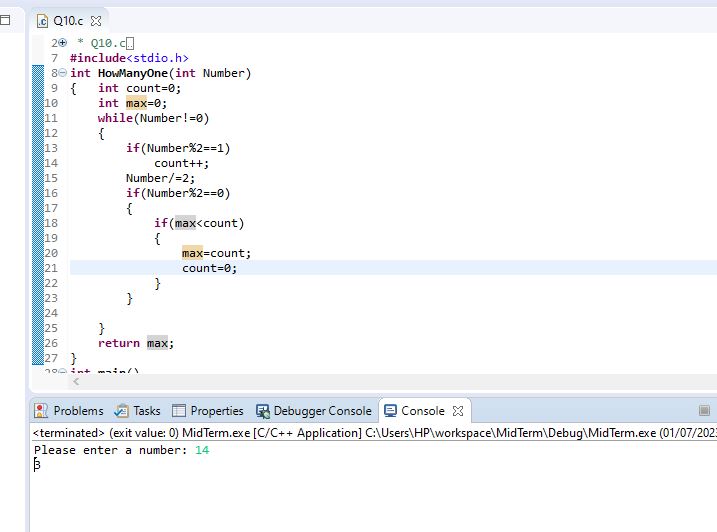 Q10.c
2 * Q10.c
7 #include<stdio.h>
8 int HowManyOne(int Number)
9 { int count=0;
10 int max=0;
11 while(Number!=0)
12 {
13 if(Number%2==1)
14 count++;
15 Number/=2;
16 if(Number%2==0)
17 {
18 if(max<count)
19 {
20 max=count;
21 count=0;
22 }
23 }
24
25 }
26 return max;
27 }
28 int main()
Problems Tasks Properties Debugger Console Console
<terminated> (exit value: 0) MidTerm.exe [C/C++ Application] C:\Users\HP\workspace\MidTerm\Debug\MidTerm.exe (01/07/2023
Please enter a number: 14
3